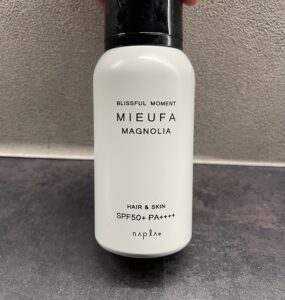 BLISSFUL MOMENT
MIEUFA
MAGNOLIA
HAIR & SKIN
SPF50+ PA++++
napla